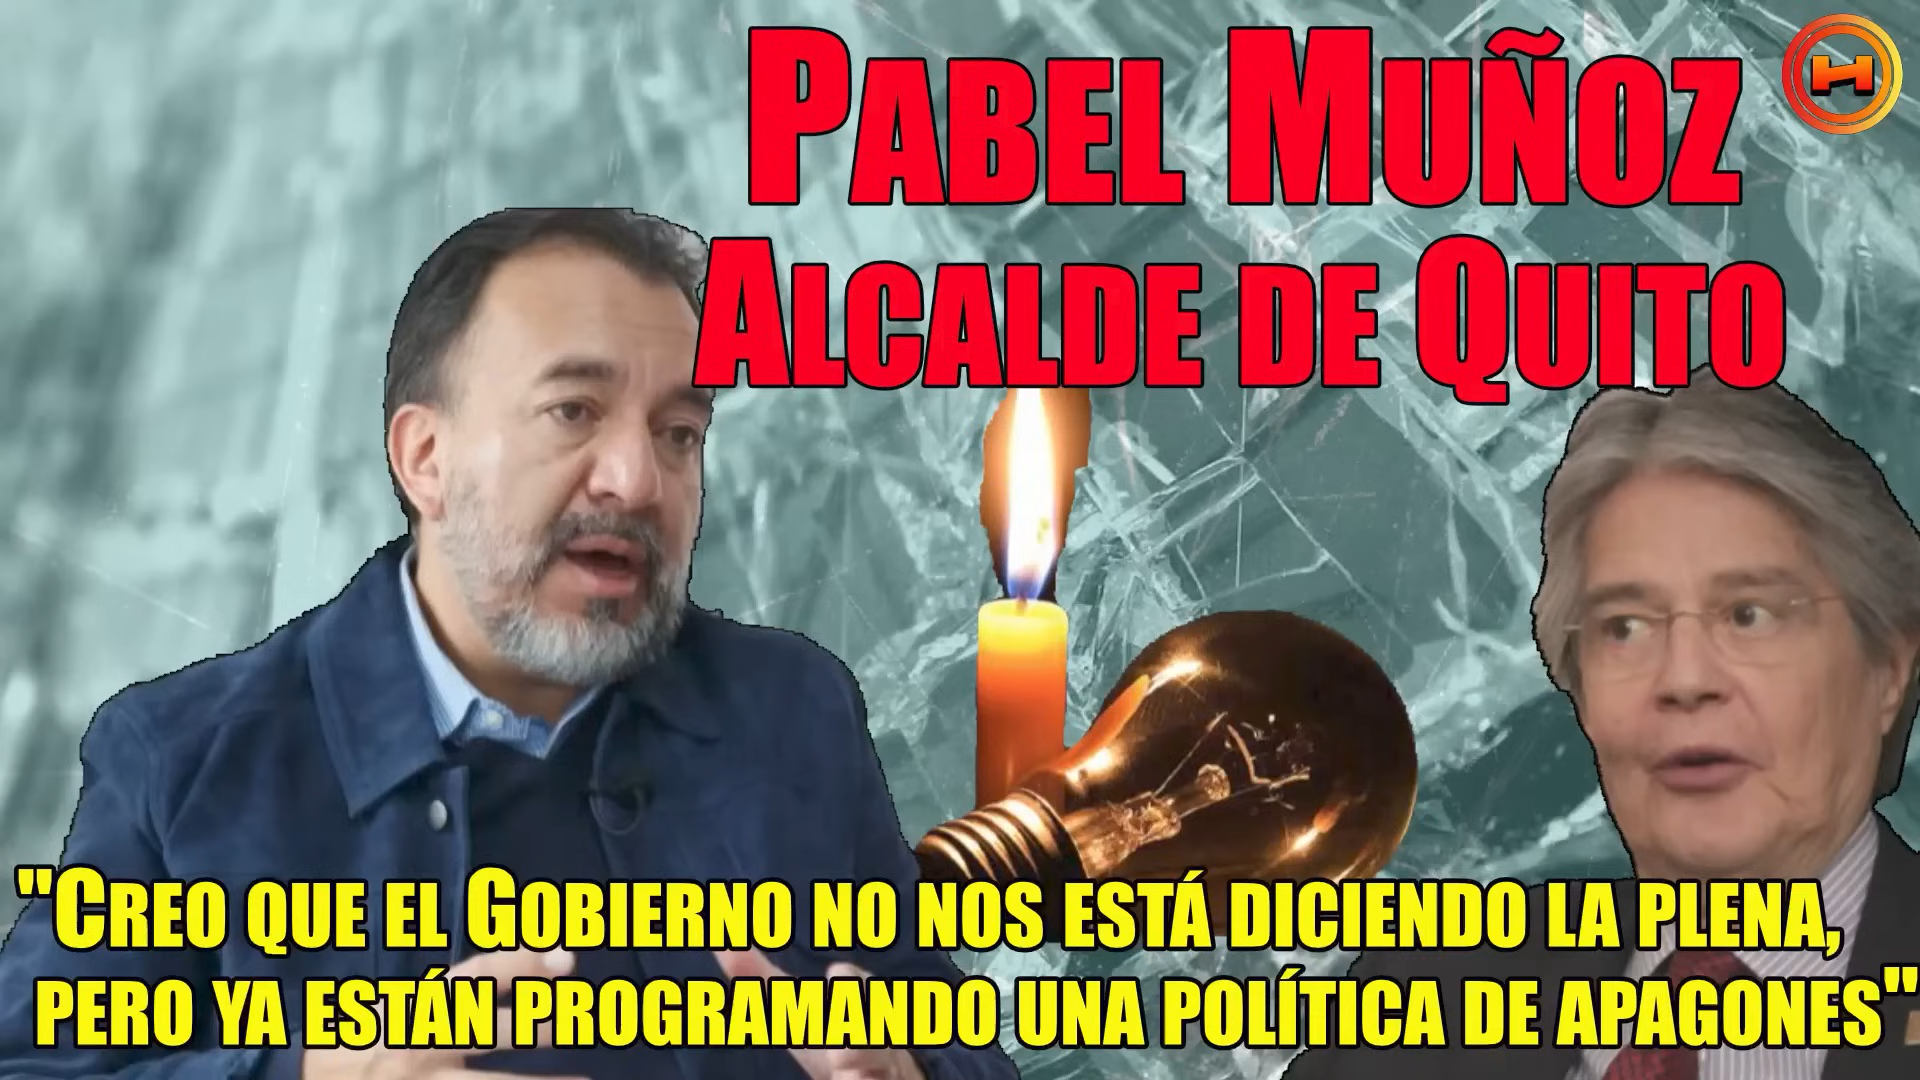 PABEL MUÑOZ
ALCALDE DE QUITO
"CREO QUE EL GOBIERNO NO NOS ESTÁ DICIENDO LA PLENA,
PERO YA ESTÁN PROGRAMANDO UNA POLÍTICA DE APAGONES"
H